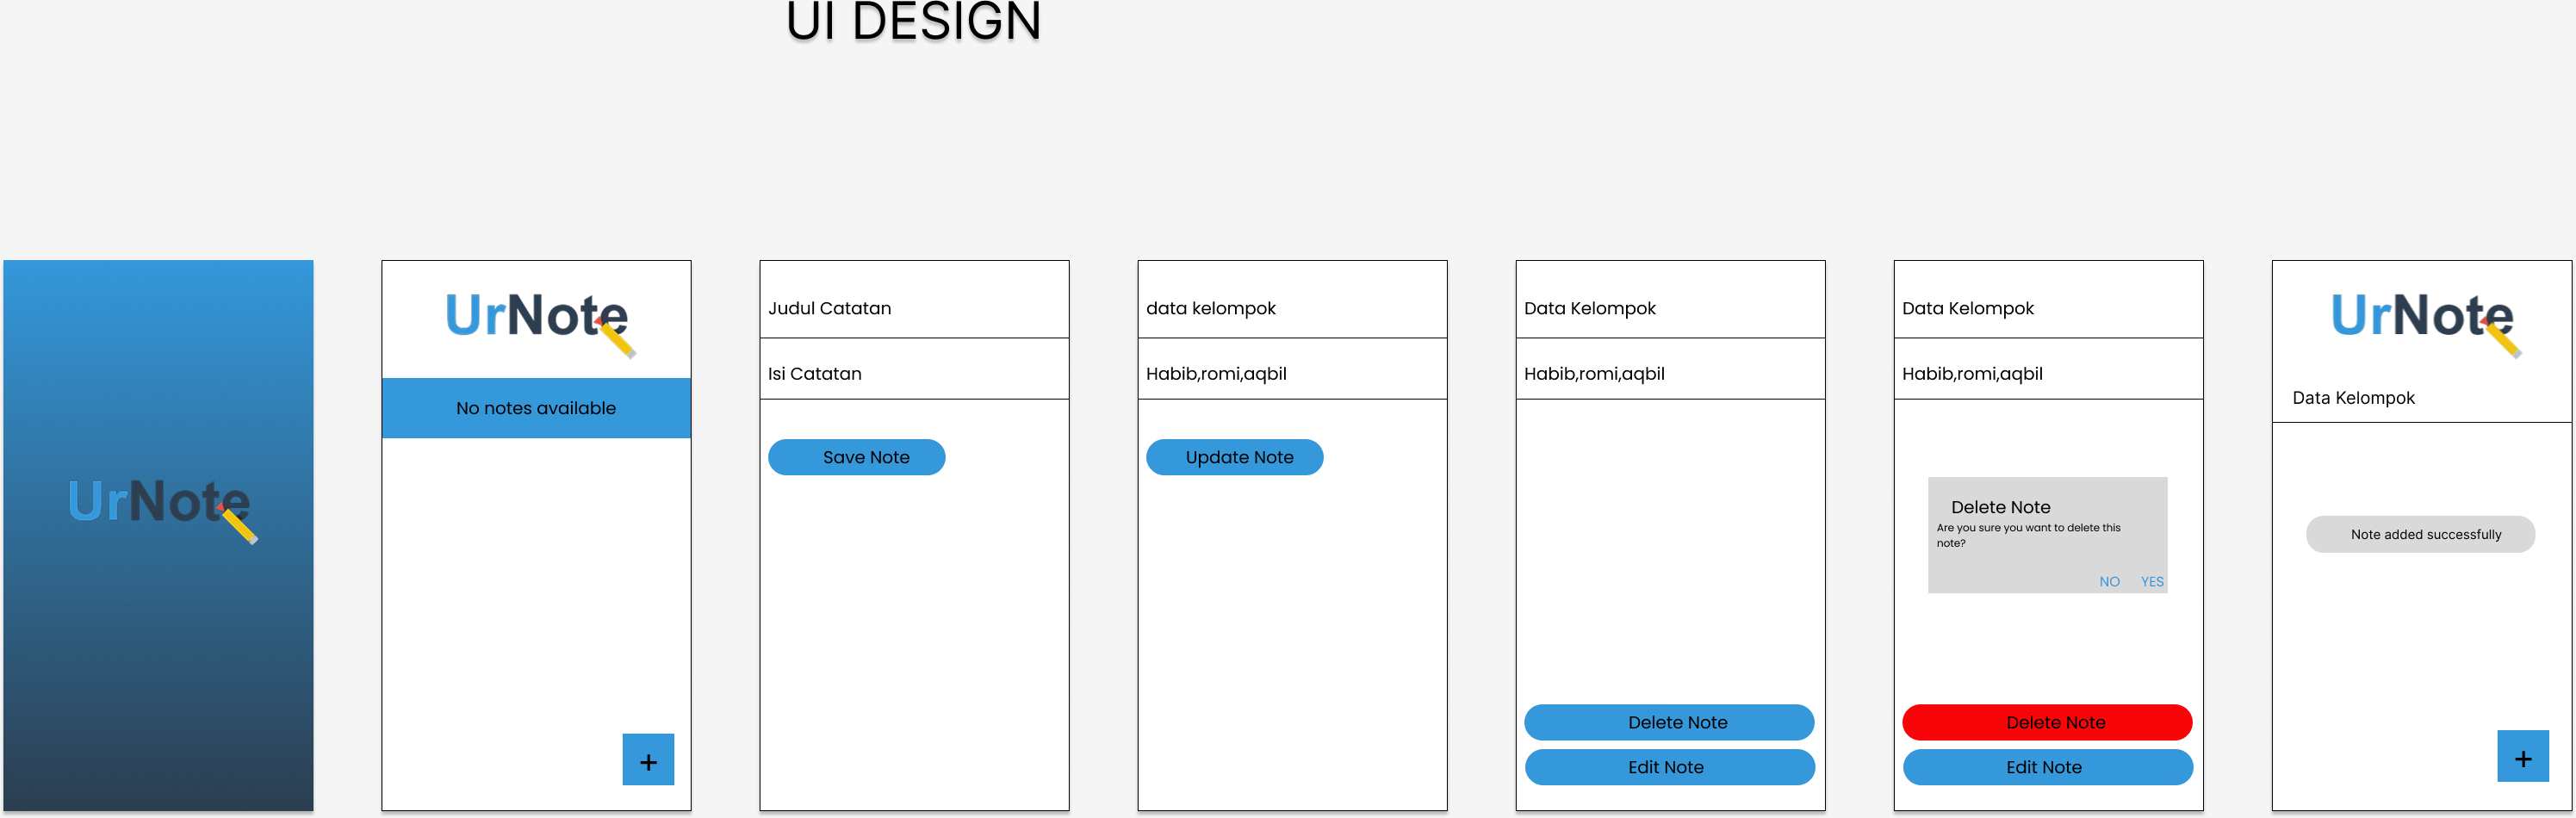 UI DESIGN
UrNote
UrNote
No notes available
+
Judul Catatan
Isi Catatan
Save Note
data kelompok
Habib,romi,aqbil
Update Note
Data Kelompok
Habib,romi,aqbil
Delete Note
Edit Note
Data Kelompok
Habib,romi,aqbil
Delete Note
Are you sure you want to delete this
note?
NO YES
Delete Note
Edit Note
UrNote
Data Kelompok
Note added successfully
+